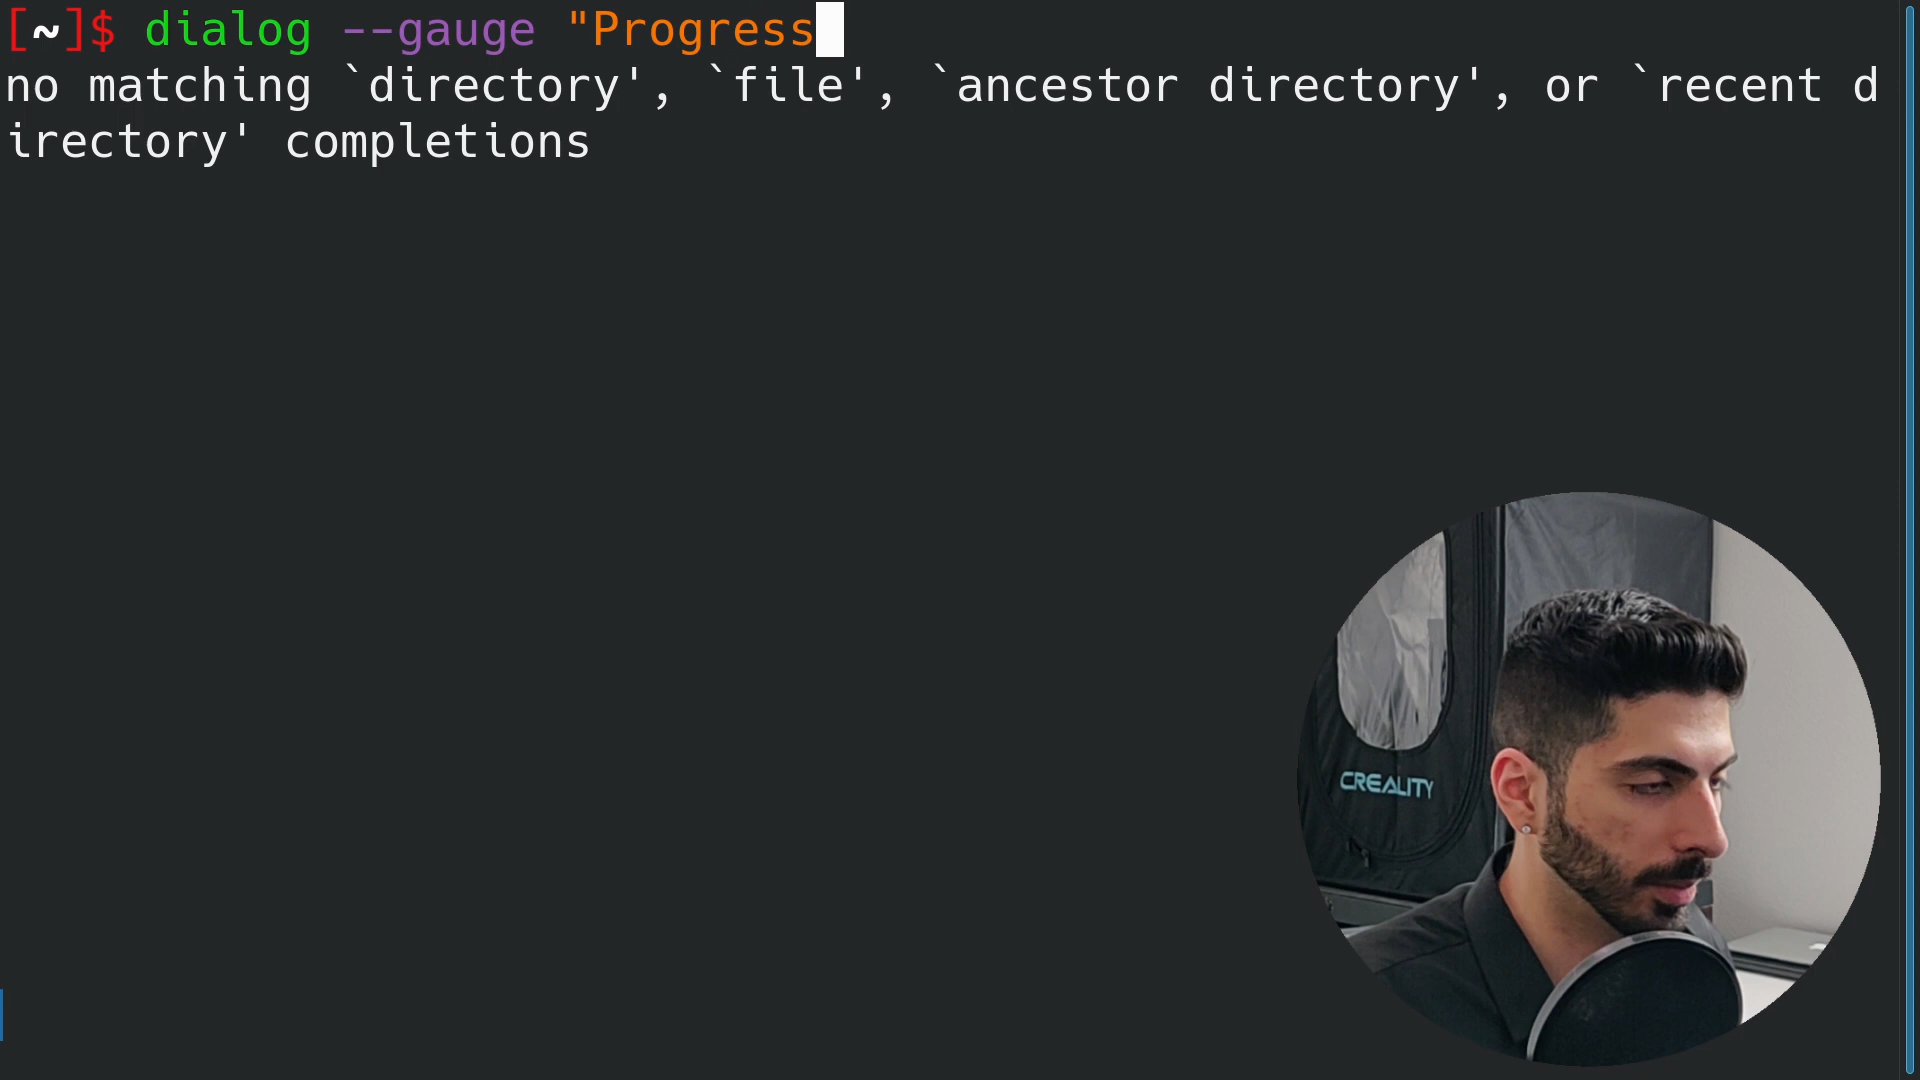 [~]$ dialog --gauge "Progress
no matching `directory', `file', `ancestor directory', or `recent d
irectory' completions
CREALITY